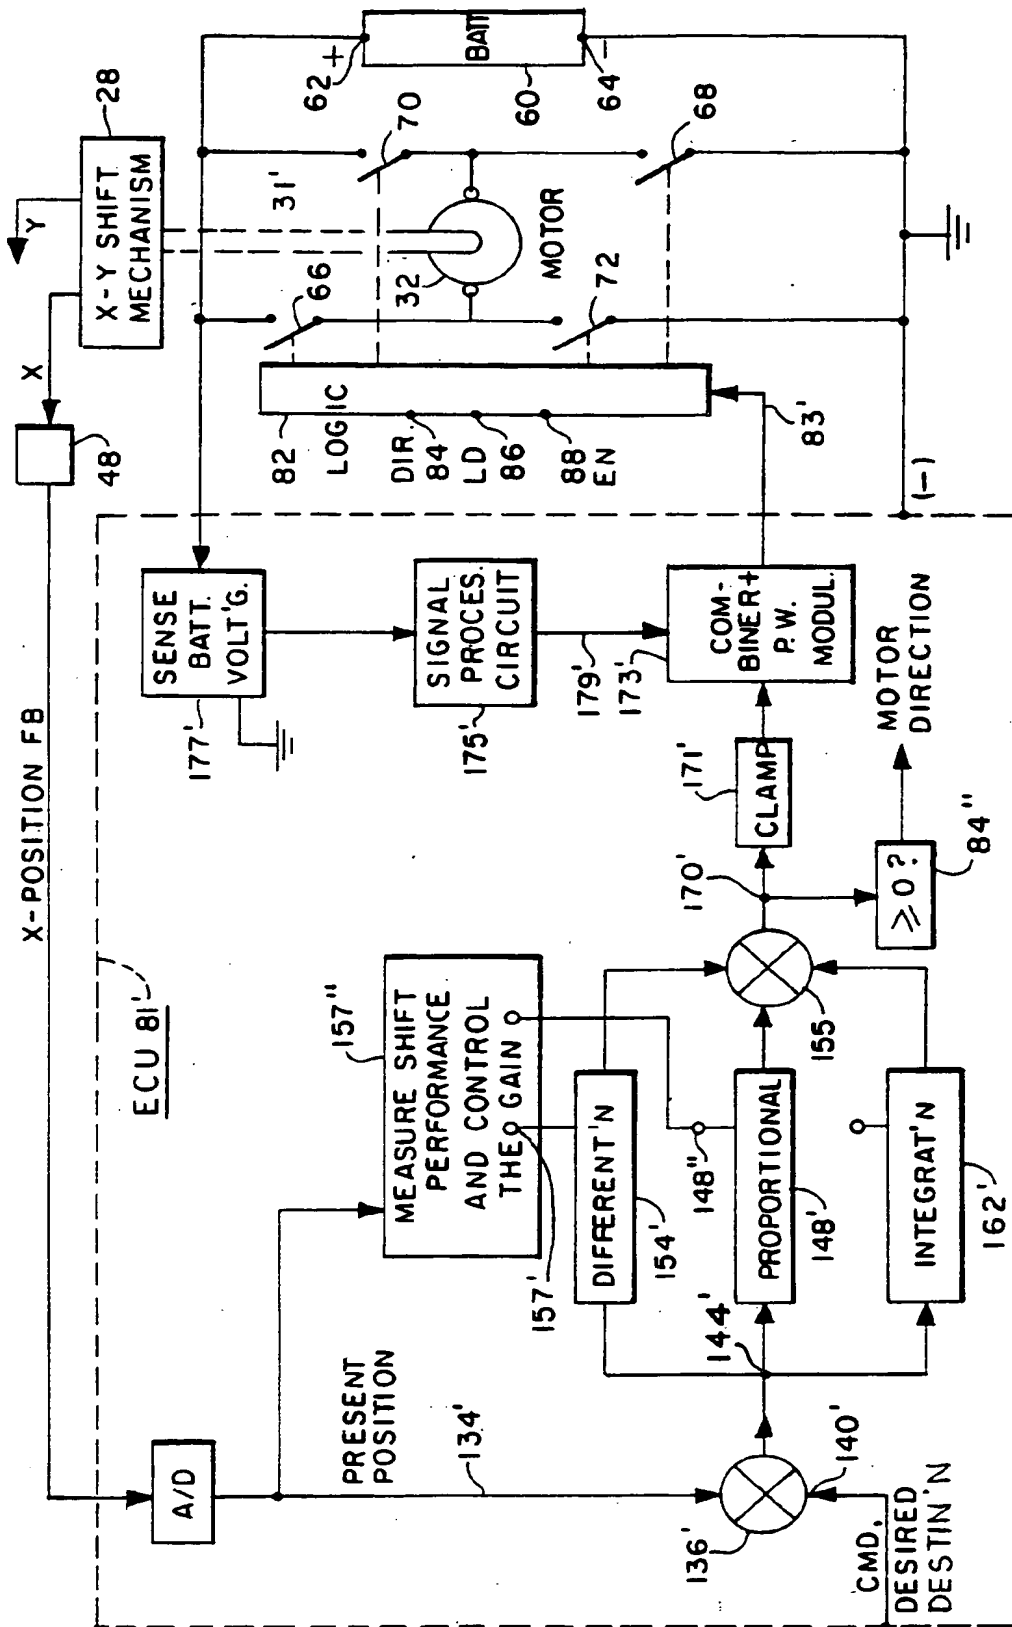 X-POSITION FB
A/D
PRESENT
POSITION
134'
136'
140'
CMD,
DESIRED
DESTIN'N
ECU 81'
144'
MEASURE SHIFT
PERFORMANCE
AND CONTROL
THE GAIN
157"
157'
DIFFERENT'N
154'
148"
PROPORTIONAL
148'
INTEGRAT'N
162'
155
170'
CLAMP
171'
≥0?
84"
MOTOR
DIRECTION
SENSE
BATT.
VOLT'G.
177'
SIGNAL
PROCES.
CIRCUIT
175'
179'
173'
COM-
BINER+
P.W.
MODUL.
83'
(-)
48
X
Y
X-Y SHIFT
MECHANISM
28
82
LOGIC
DIR.
84
LD
86
88
EN
66
31'
70
32
MOTOR
72
68
62
+
BATT
60
64
-